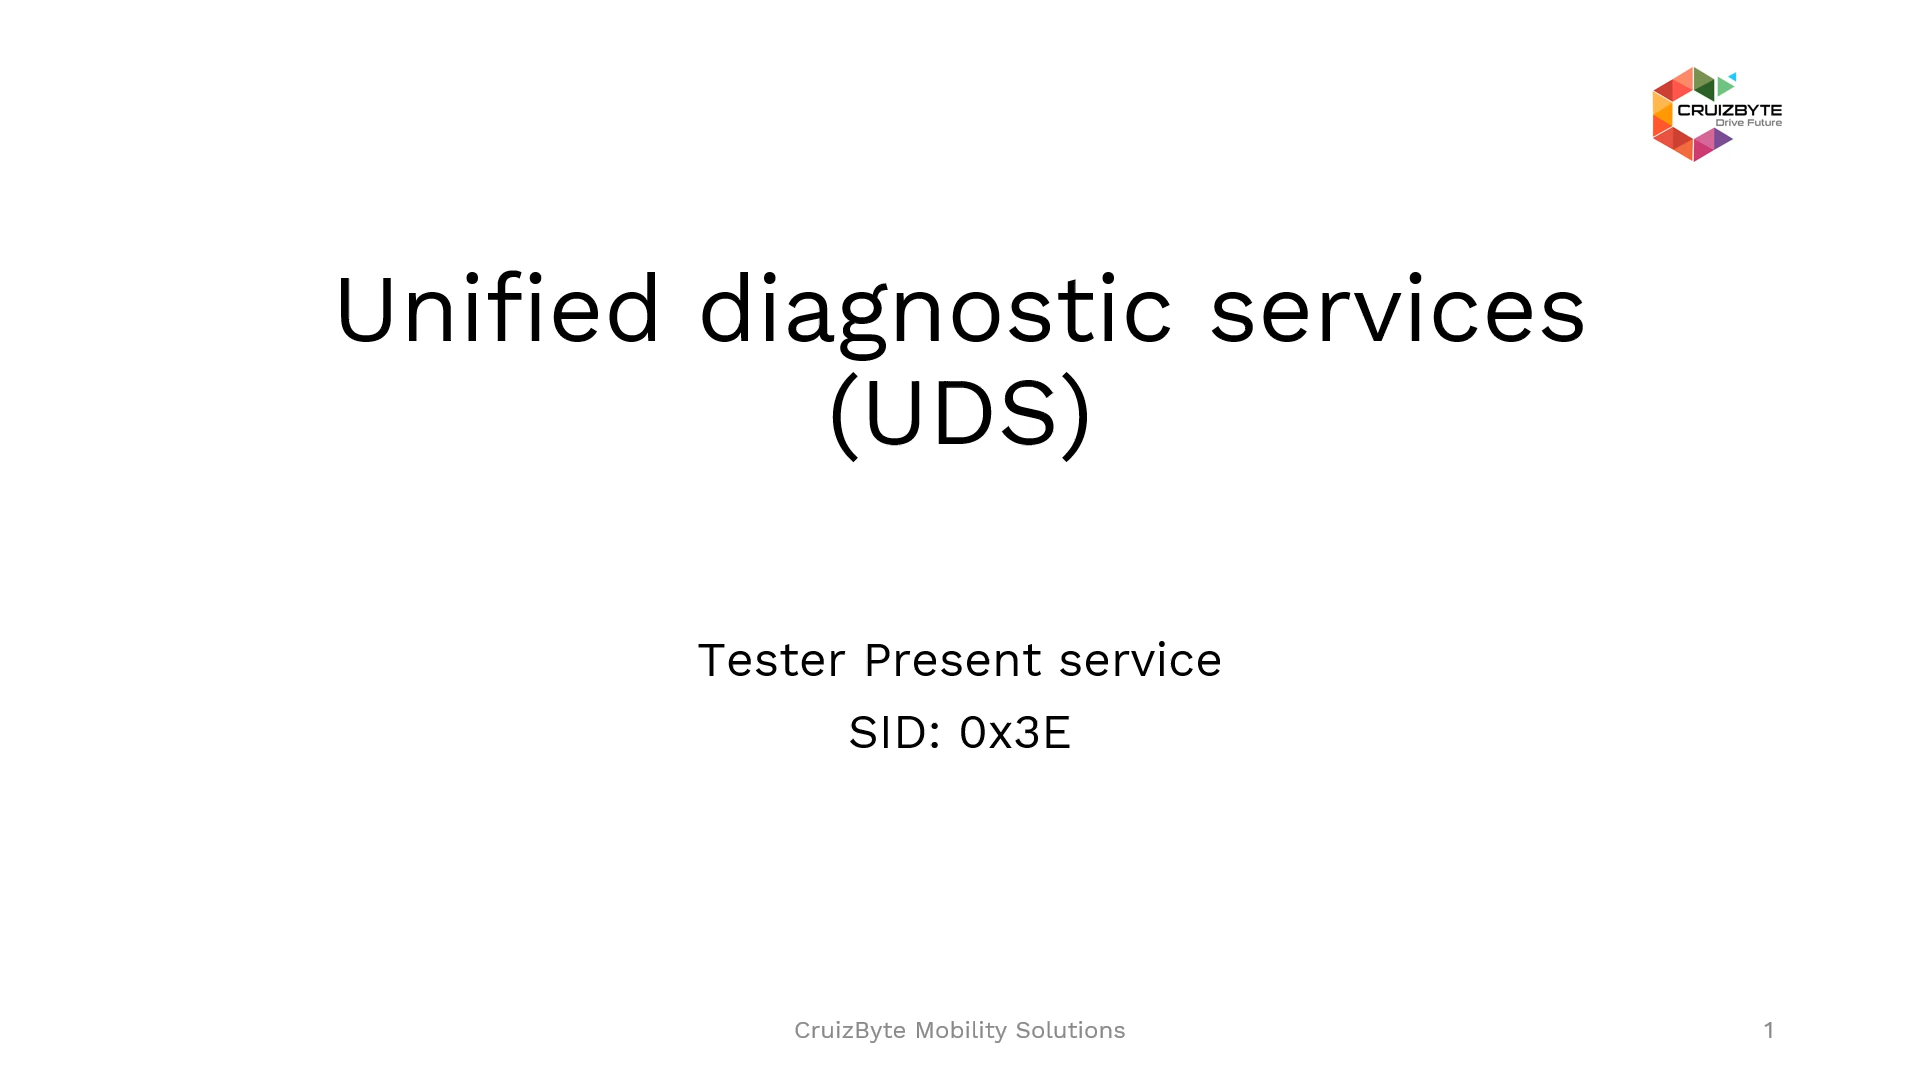 CRUIZBYTE
Drive Future
Unified diagnostic services
(UDS)
Tester Present service
SID: 0x3E
CruizByte Mobility Solutions
1